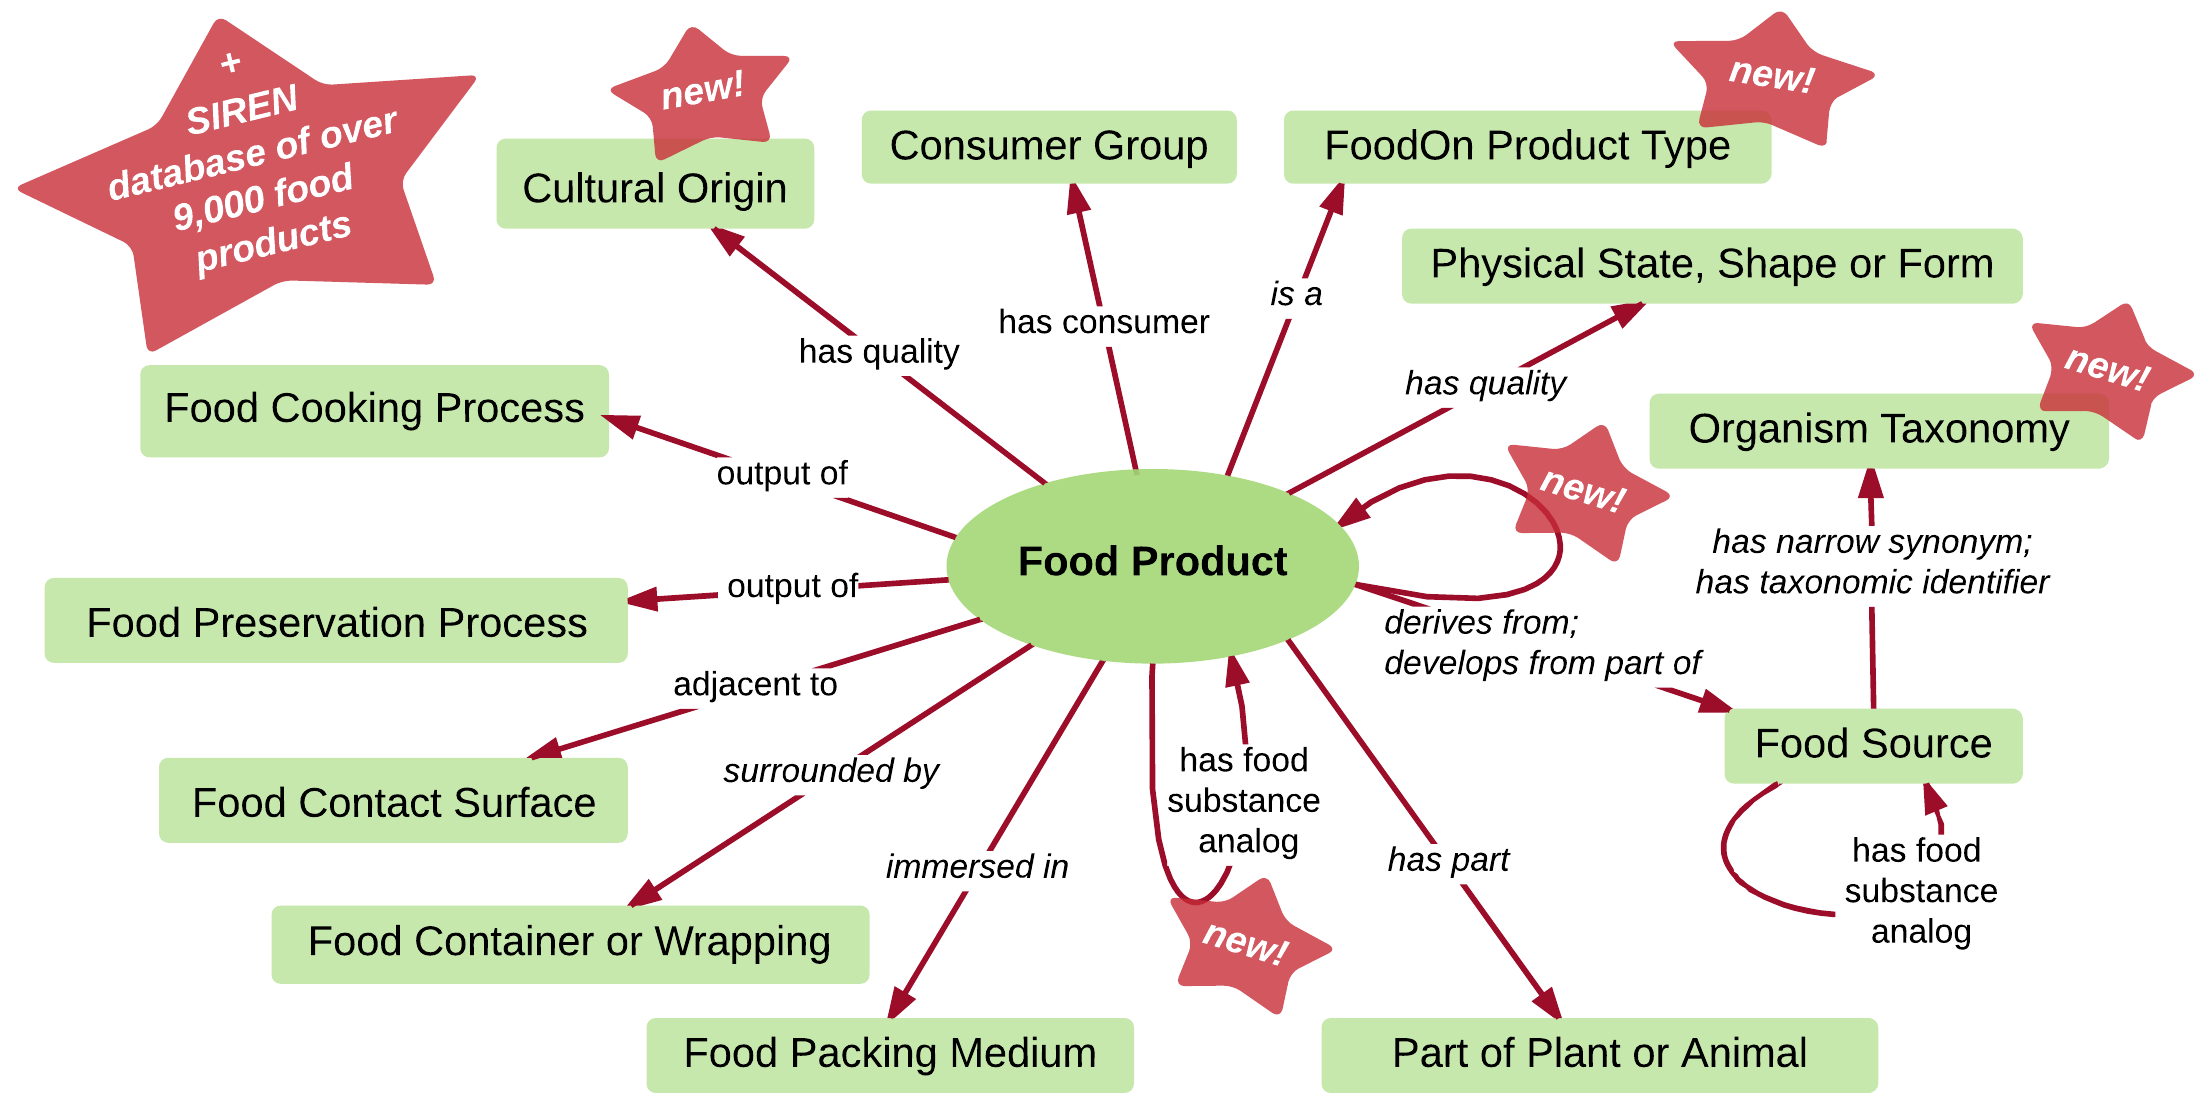 +
SIREN
database of over
9,000 food
products
new!
Cultural Origin
Consumer Group
new!
FoodOn Product Type
Physical State, Shape or Form
has quality
has consumer
is a
has quality
new!
Organism Taxonomy
Food Cooking Process
output of
new!
has narrow synonym;
has taxonomic identifier
Food Product
output of
Food Preservation Process
derives from;
develops from part of
adjacent to
Food Source
Food Contact Surface
surrounded by
has food
substance
analog
immersed in
has part
has food
substance
analog
Food Container or Wrapping
new!
Food Packing Medium
Part of Plant or Animal